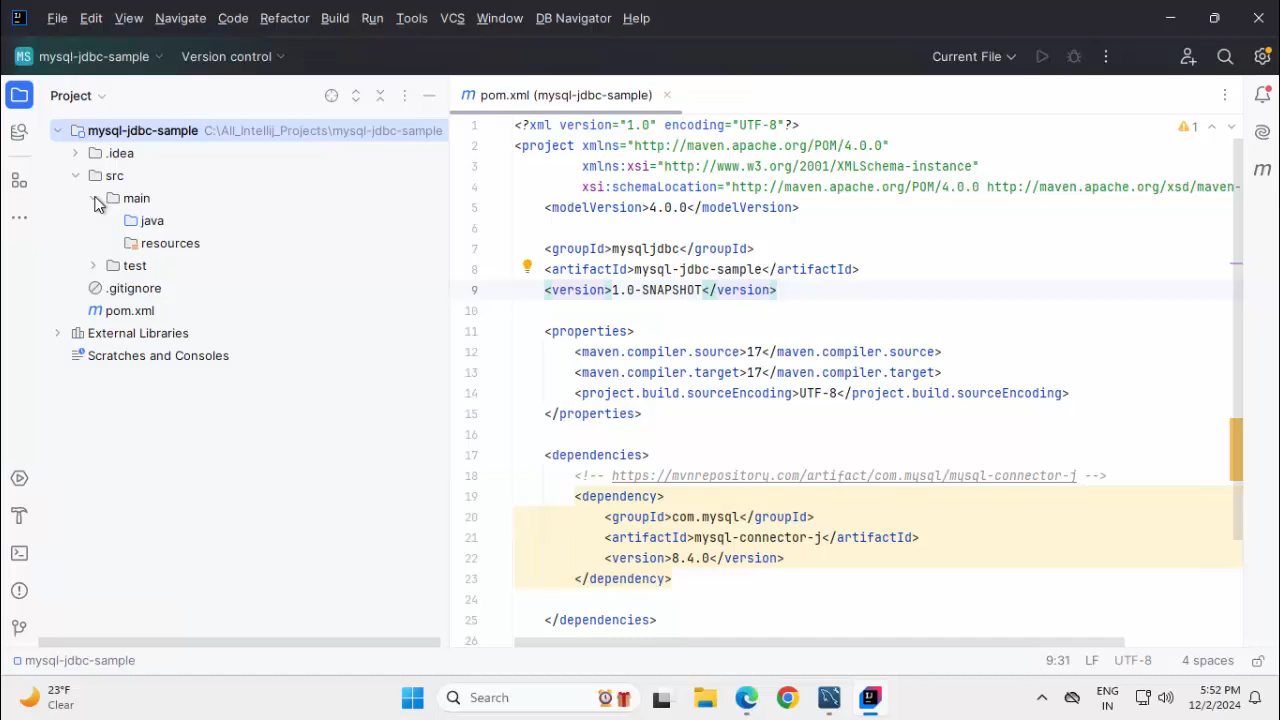 File Edit View Navigate Code Refactor Build Run Tools VCS Window DB Navigator Help
MS mysql-jdbc-sample Version control Current File
Project
pom.xml (mysql-jdbc-sample)
mysql-jdbc-sample C:\All_Intellij_Projects\mysql-jdbc-sample
.idea
src
main
java
resources
test
.gitignore
pom.xml
External Libraries
Scratches and Consoles
1 <?xml version="1.0" encoding="UTF-8"?>
2 <project xmlns="http://maven.apache.org/POM/4.0.0"
3 xmlns:xsi="http://www.w3.org/2001/XMLSchema-instance"
4 xsi:schemaLocation="http://maven.apache.org/POM/4.0.0 http://maven.apache.org/xsd/maven-
5 <modelVersion>4.0.0</modelVersion>
6
7 <groupId>mysqljdbc</groupId>
8 <artifactId>mysql-jdbc-sample</artifactId>
9 <version>1.0-SNAPSHOT</version>
10
11 <properties>
12 <maven.compiler.source>17</maven.compiler.source>
13 <maven.compiler.target>17</maven.compiler.target>
14 <project.build.sourceEncoding>UTF-8</project.build.sourceEncoding>
15 </properties>
16
17 <dependencies>
18 <!-- https://mvnrepository.com/artifact/com.mysql/mysql-connector-j -->
19 <dependency>
20 <groupId>com.mysql</groupId>
21 <artifactId>mysql-connector-j</artifactId>
22 <version>8.4.0</version>
23 </dependency>
24
25 </dependencies>
26
1
mysql-jdbc-sample 9:31 LF UTF-8 4 spaces
23°F
Clear
Search
ENG
IN
5:52 PM
12/2/2024